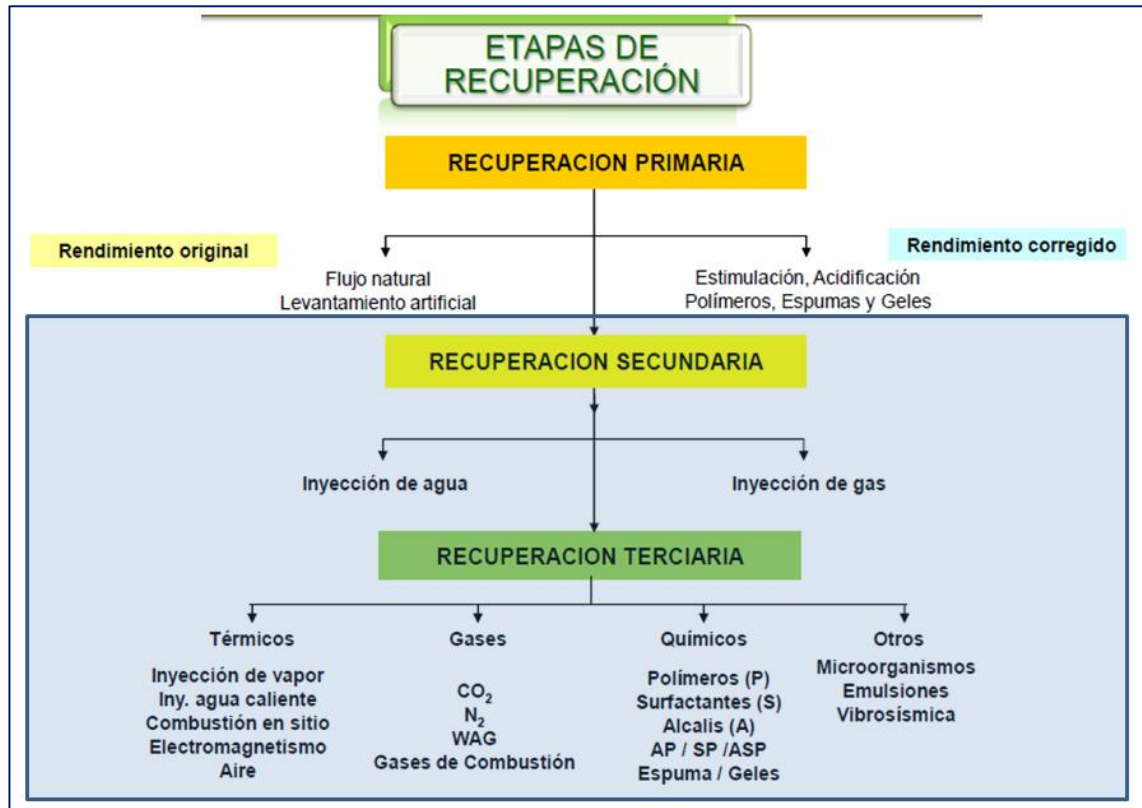 ETAPAS DE
RECUPERACIÓN
RECUPERACION PRIMARIA
Rendimiento original
Rendimiento corregido
Flujo natural
Levantamiento artificial
Estimulación, Acidificación
Polímeros, Espumas y Geles
RECUPERACION SECUNDARIA
Inyección de agua
Inyección de gas
RECUPERACION TERCIARIA
Térmicos
Inyección de vapor
Iny. agua caliente
Combustión en sitio
Electromagnetismo
Aire
Gases
CO₂
N₂
WAG
Gases de Combustión
Químicos
Polímeros (P)
Surfactantes (S)
Alcalis (A)
AP / SP /ASP
Espuma / Geles
Otros
Microorganismos
Emulsiones
Vibrosísmica